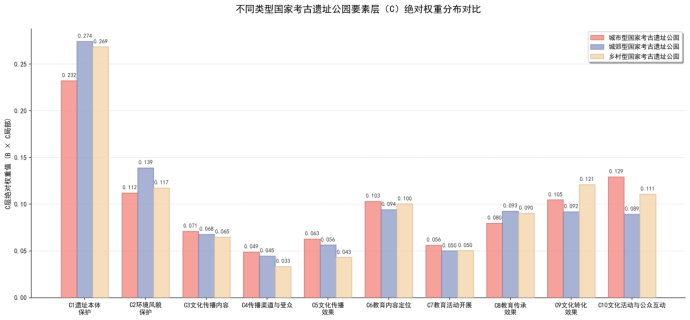 不同类型国家考古遗址公园要素层（C）绝对权重分布对比
城市型国家考古遗址公园
城郊型国家考古遗址公园
乡村型国家考古遗址公园
C层绝对权重值（B × C局部）
0.25
0.20
0.15
0.10
0.05
0.00
0.232
0.274
0.269
0.112
0.139
0.117
0.071
0.068
0.065
0.049
0.045
0.033
0.063
0.056
0.043
0.103
0.094
0.100
0.056
0.050
0.050
0.080
0.093
0.090
0.105
0.092
0.121
0.129
0.089
0.111
C1遗址本体
保护
C2环境风貌
保护
C3文化传播内容
C4传播渠道与受众
C5文化传播
效果
C6教育内容定位
C7教育活动开展
C8教育传承
效果
C9文化转化
效果
C10文化活动与公众互动